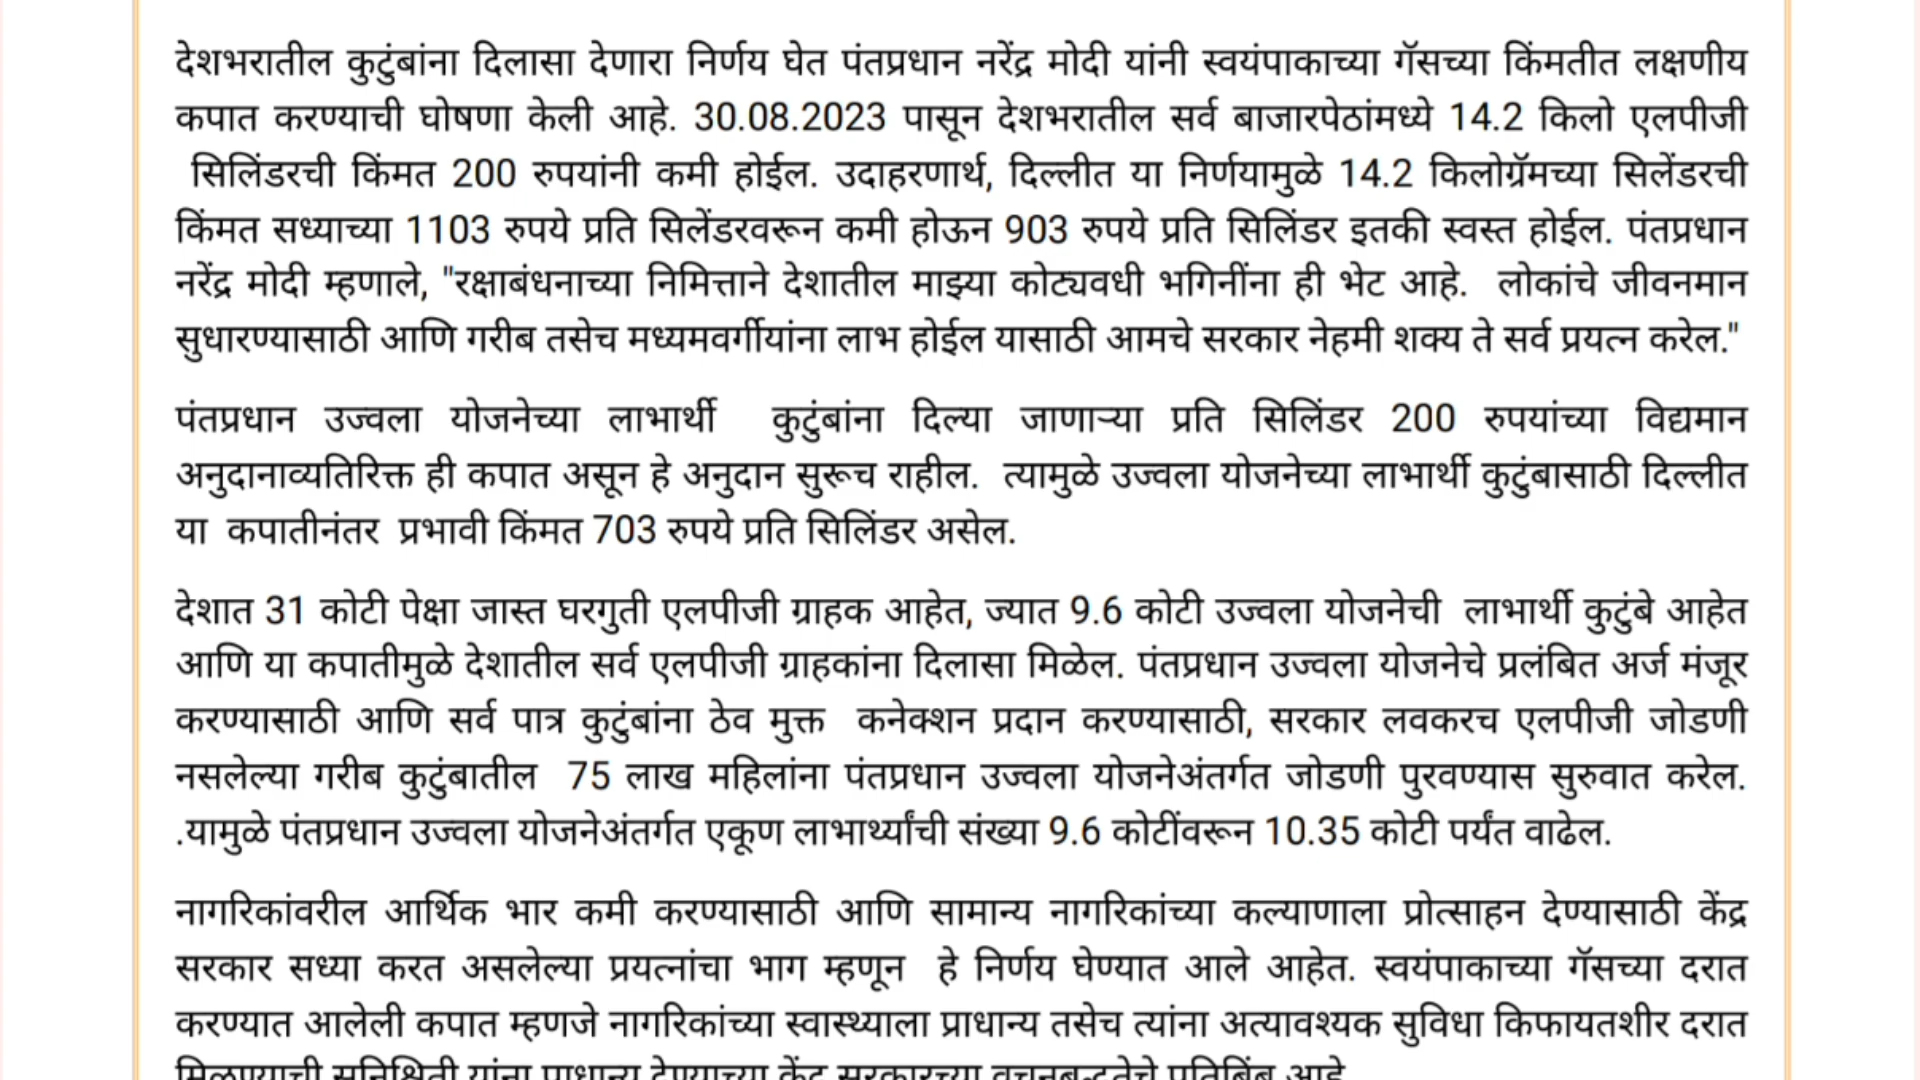 देशभरातील कुटुंबांना दिलासा देणारा निर्णय घेत पंतप्रधान नरेंद्र मोदी यांनी स्वयंपाकाच्या गॅसच्या किंमतीत लक्षणीय
कपात करण्याची घोषणा केली आहे. 30.08.2023 पासून देशभरातील सर्व बाजारपेठांमध्ये 14.2 किलो एलपीजी
सिलिंडरची किंमत 200 रुपयांनी कमी होईल. उदाहरणार्थ, दिल्लीत या निर्णयामुळे 14.2 किलोग्रॅमच्या सिलेंडरची
किंमत सध्याच्या 1103 रुपये प्रति सिलेंडरवरून कमी होऊन 903 रुपये प्रति सिलिंडर इतकी स्वस्त होईल. पंतप्रधान
नरेंद्र मोदी म्हणाले, "रक्षाबंधनाच्या निमित्ताने देशातील माझ्या कोट्यवधी भगिनींना ही भेट आहे. लोकांचे जीवनमान
सुधारण्यासाठी आणि गरीब तसेच मध्यमवर्गीयांना लाभ होईल यासाठी आमचे सरकार नेहमी शक्य ते सर्व प्रयत्न करेल."
पंतप्रधान उज्वला योजनेच्या लाभार्थी कुटुंबांना दिल्या जाणाऱ्या प्रति सिलिंडर 200 रुपयांच्या विद्यमान
अनुदानाव्यतिरिक्त ही कपात असून हे अनुदान सुरूच राहील. त्यामुळे उज्वला योजनेच्या लाभार्थी कुटुंबासाठी दिल्लीत
या कपातीनंतर प्रभावी किंमत 703 रुपये प्रति सिलिंडर असेल.
देशात 31 कोटी पेक्षा जास्त घरगुती एलपीजी ग्राहक आहेत, ज्यात 9.6 कोटी उज्वला योजनेची लाभार्थी कुटुंबे आहेत
आणि या कपातीमुळे देशातील सर्व एलपीजी ग्राहकांना दिलासा मिळेल. पंतप्रधान उज्वला योजनेचे प्रलंबित अर्ज मंजूर
करण्यासाठी आणि सर्व पात्र कुटुंबांना ठेव मुक्त कनेक्शन प्रदान करण्यासाठी, सरकार लवकरच एलपीजी जोडणी
नसलेल्या गरीब कुटुंबातील 75 लाख महिलांना पंतप्रधान उज्वला योजनेअंतर्गत जोडणी पुरवण्यास सुरुवात करेल.
.यामुळे पंतप्रधान उज्वला योजनेअंतर्गत एकूण लाभार्थ्यांची संख्या 9.6 कोटींवरून 10.35 कोटी पर्यंत वाढेल.
नागरिकांवरील आर्थिक भार कमी करण्यासाठी आणि सामान्य नागरिकांच्या कल्याणाला प्रोत्साहन देण्यासाठी केंद्र
सरकार सध्या करत असलेल्या प्रयत्नांचा भाग म्हणून हे निर्णय घेण्यात आले आहेत. स्वयंपाकाच्या गॅसच्या दरात
करण्यात आलेली कपात म्हणजे नागरिकांच्या स्वास्थ्याला प्राधान्य तसेच त्यांना अत्यावश्यक सुविधा किफायतशीर दरात
मिळण्याची सुनिश्चिती यांना प्राधान्य देण्याच्या केंद्र सरकारच्या वचनबद्धतेचे प्रतिबिंब आहे